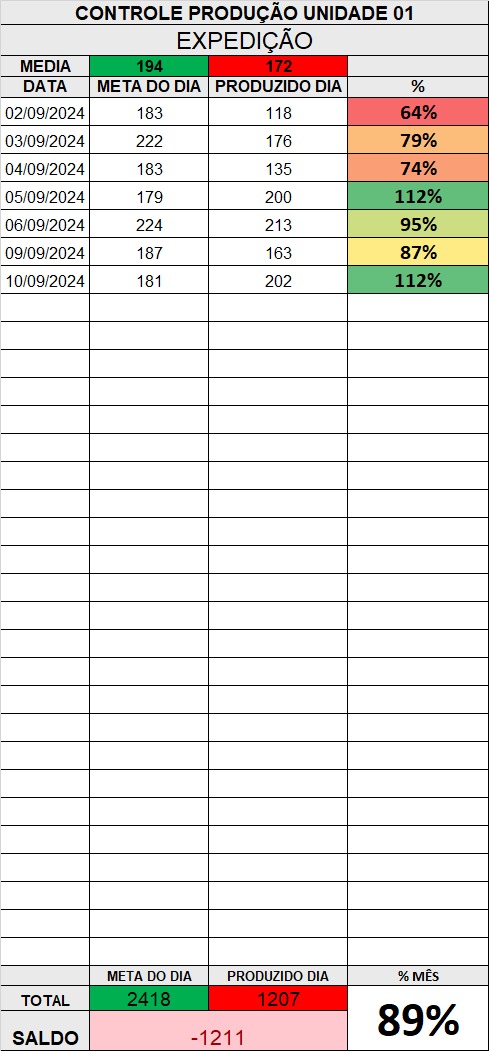 CONTROLE PRODUÇÃO UNIDADE 01
EXPEDIÇÃO
MEDIA 194 172
DATA META DO DIA PRODUZIDO DIA %
02/09/2024 183 118 64%
03/09/2024 222 176 79%
04/09/2024 183 135 74%
05/09/2024 179 200 112%
06/09/2024 224 213 95%
09/09/2024 187 163 87%
10/09/2024 181 202 112%
META DO DIA PRODUZIDO DIA % MÊS
TOTAL 2418 1207 89%
SALDO -1211